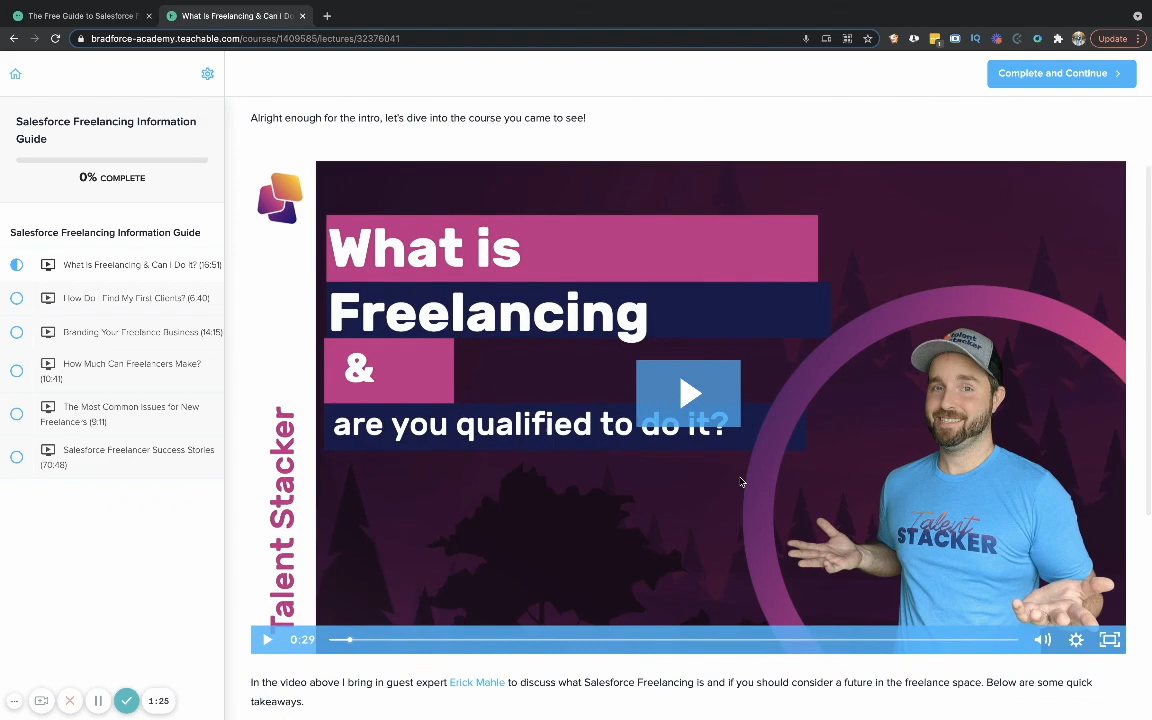 The Free Guide to Salesforce F
What Is Freelancing & Can I Do
bradforce-academy.teachable.com/courses/1409585/lectures/32376041
Update
Complete and Continue
Salesforce Freelancing Information
Guide
0% COMPLETE
Salesforce Freelancing Information Guide
What Is Freelancing & Can I Do It? (16:51)
How Do I Find My First Clients? (6:40)
Branding Your Freelance Business (14:15)
How Much Can Freelancers Make?
(10:41)
The Most Common Issues for New
Freelancers (9:11)
Salesforce Freelancer Success Stories
(70:48)
Alright enough for the intro, let's dive into the course you came to see!
What is
Freelancing
&
are you qualified to do it?
Talent Stacker
talent
stacker
Talent
STACKER
0:29
In the video above I bring in guest expert Erick Mahle to discuss what Salesforce Freelancing is and if you should consider a future in the freelance space. Below are some quick
takeaways.
1:25